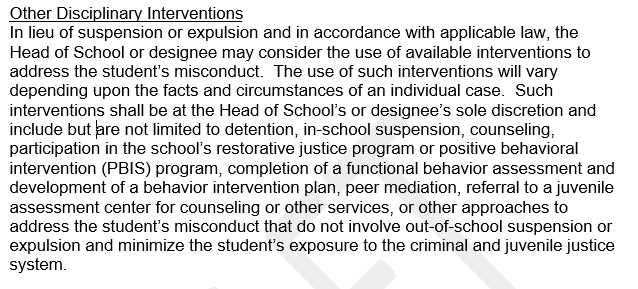 Other Disciplinary Interventions
In lieu of suspension or expulsion and in accordance with applicable law, the
Head of School or designee may consider the use of available interventions to
address the student's misconduct.  The use of such interventions will vary
depending upon the facts and circumstances of an individual case.  Such
interventions shall be at the Head of School's or designee's sole discretion and
include but are not limited to detention, in-school suspension, counseling,
participation in the school's restorative justice program or positive behavioral
intervention (PBIS) program, completion of a functional behavior assessment and
development of a behavior intervention plan, peer mediation, referral to a juvenile
assessment center for counseling or other services, or other approaches to
address the student's misconduct that do not involve out-of-school suspension or
expulsion and minimize the student's exposure to the criminal and juvenile justice
system.